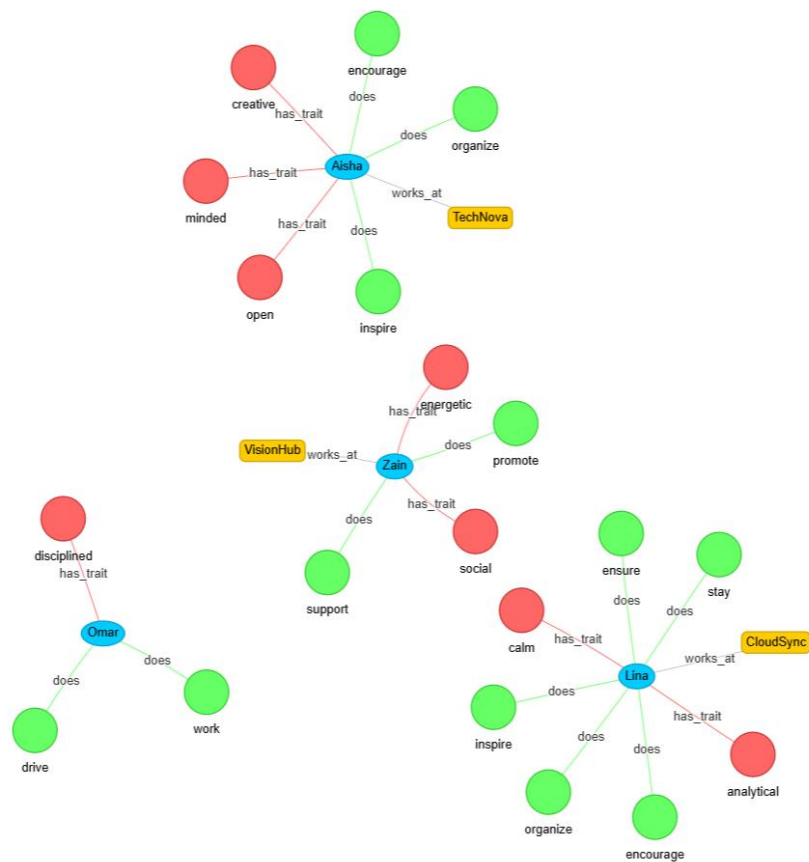 encourage
creative
does
has_trait
does
organize
Aisha
has_trait
minded
works_at
TechNova
has_trait
does
open
inspire
energetic
has_trait
VisionHub
works_at
does
promote
Zain
has_trait
does
social
support
disciplined
has_trait
Omar
does
does
work
drive
ensure
stay
does
does
calm
has_trait
CloudSync
works_at
Lina
does
has_trait
inspire
does
does
analytical
organize
encourage